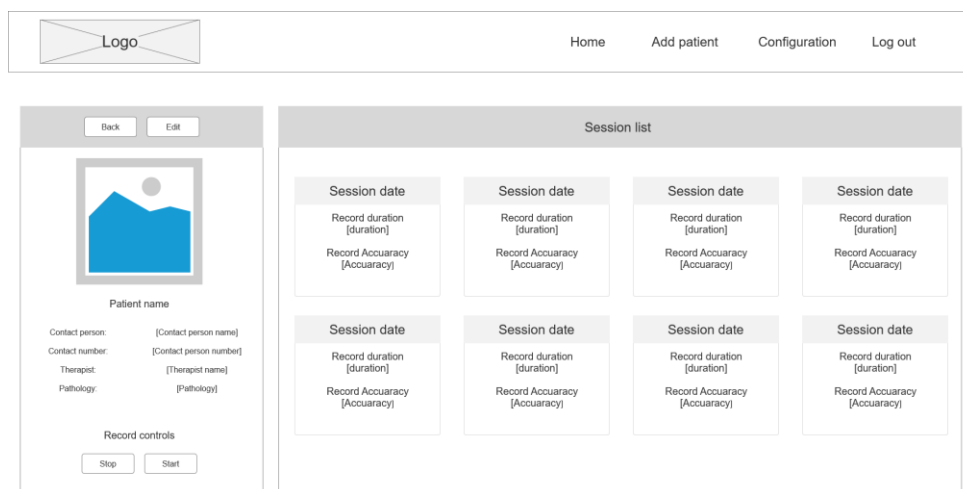 Logo
Home Add patient Configuration Log out
Back Edit
Patient name
Contact person: [Contact person name]
Contact number: [Contact person number]
Therapist: [Therapist name]
Pathology: [Pathology]
Record controls
Stop Start
Session list
Session date Session date Session date Session date
Record duration Record duration Record duration Record duration
[duration] [duration] [duration] [duration]
Record Accuaracy Record Accuaracy Record Accuaracy Record Accuaracy
[Accuaracy] [Accuaracy] [Accuaracy] [Accuaracy]
Session date Session date Session date Session date
Record duration Record duration Record duration Record duration
[duration] [duration] [duration] [duration]
Record Accuaracy Record Accuaracy Record Accuaracy Record Accuaracy
[Accuaracy] [Accuaracy] [Accuaracy] [Accuaracy]